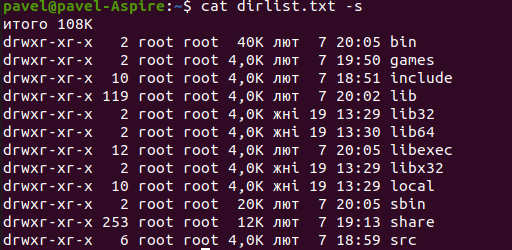 pavel@pavel-Aspire:~$ cat dirlist.txt -s
итого 108K
drwxr-xr-x   2 root root  40K лют  7 20:05 bin
drwxr-xr-x   2 root root 4,0K лют  7 19:50 games
drwxr-xr-x  10 root root 4,0K лют  7 18:51 include
drwxr-xr-x 119 root root 4,0K лют  7 20:02 lib
drwxr-xr-x   2 root root 4,0K жні 19 13:29 lib32
drwxr-xr-x   2 root root 4,0K жні 19 13:30 lib64
drwxr-xr-x  12 root root 4,0K лют  7 20:05 libexec
drwxr-xr-x   2 root root 4,0K жні 19 13:29 libx32
drwxr-xr-x  10 root root 4,0K жні 19 13:29 local
drwxr-xr-x   2 root root  20K лют  7 20:05 sbin
drwxr-xr-x 253 root root  12K лют  7 19:13 share
drwxr-xr-x   6 root root 4,0K лют  7 18:59 src